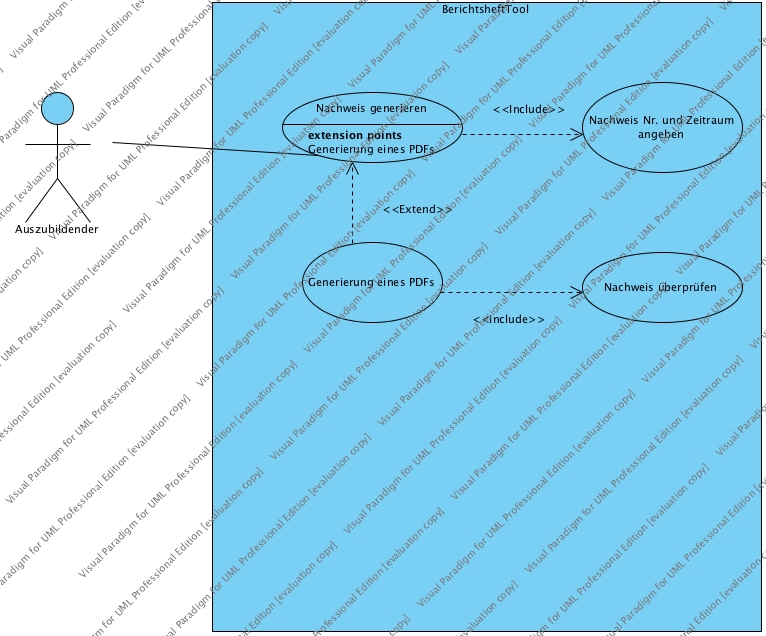 BerichtsheftTool
Nachweis generieren
extension points
Generierung eines PDFs
<<Include>>
Nachweis Nr. und Zeitraum
angeben
<<Extend>>
Auszubildender
Generierung eines PDFs
Nachweis überprüfen
<<Include>>
Visual Paradigm for UML Professional Edition [evaluation copy]